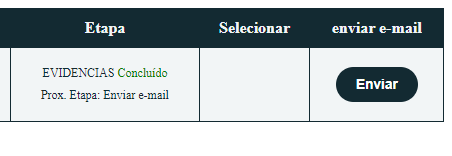 Etapa Selecionar enviar e-mail
EVIDENCIAS Concluído
Prox. Etapa: Enviar e-mail
Enviar